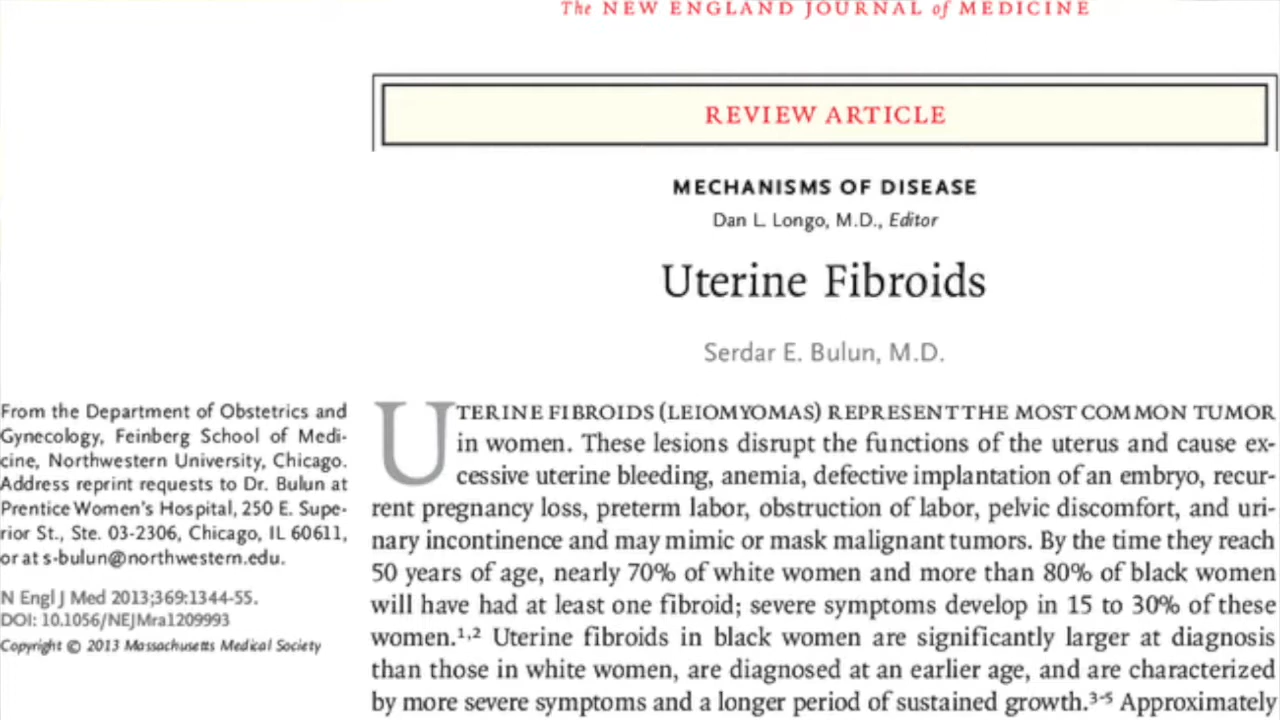 The NEW ENGLAND JOURNAL of MEDICINE
REVIEW ARTICLE
MECHANISMS OF DISEASE
Dan L. Longo, M.D., Editor
Uterine Fibroids
Serdar E. Bulun, M.D.
From the Department of Obstetrics and
Gynecology, Feinberg School of Medi-
cine, Northwestern University, Chicago.
Address reprint requests to Dr. Bulun at
Prentice Women's Hospital, 250 E. Supe-
rior St., Ste. 03-2306, Chicago, IL 60611,
or at s-bulun@northwestern.edu.
N Engl J Med 2013;369:1344-55.
DOI: 10.1056/NEJMra1209993
Copyright © 2013 Massachusetts Medical Society
UTERINE FIBROIDS (LEIOMYOMAS) REPRESENT THE MOST COMMON TUMOR
in women. These lesions disrupt the functions of the uterus and cause ex-
cessive uterine bleeding, anemia, defective implantation of an embryo, recur-
rent pregnancy loss, preterm labor, obstruction of labor, pelvic discomfort, and uri-
nary incontinence and may mimic or mask malignant tumors. By the time they reach
50 years of age, nearly 70% of white women and more than 80% of black women
will have had at least one fibroid; severe symptoms develop in 15 to 30% of these
women.¹,² Uterine fibroids in black women are significantly larger at diagnosis
than those in white women, are diagnosed at an earlier age, and are characterized
by more severe symptoms and a longer period of sustained growth.³⁻⁵ Approximately